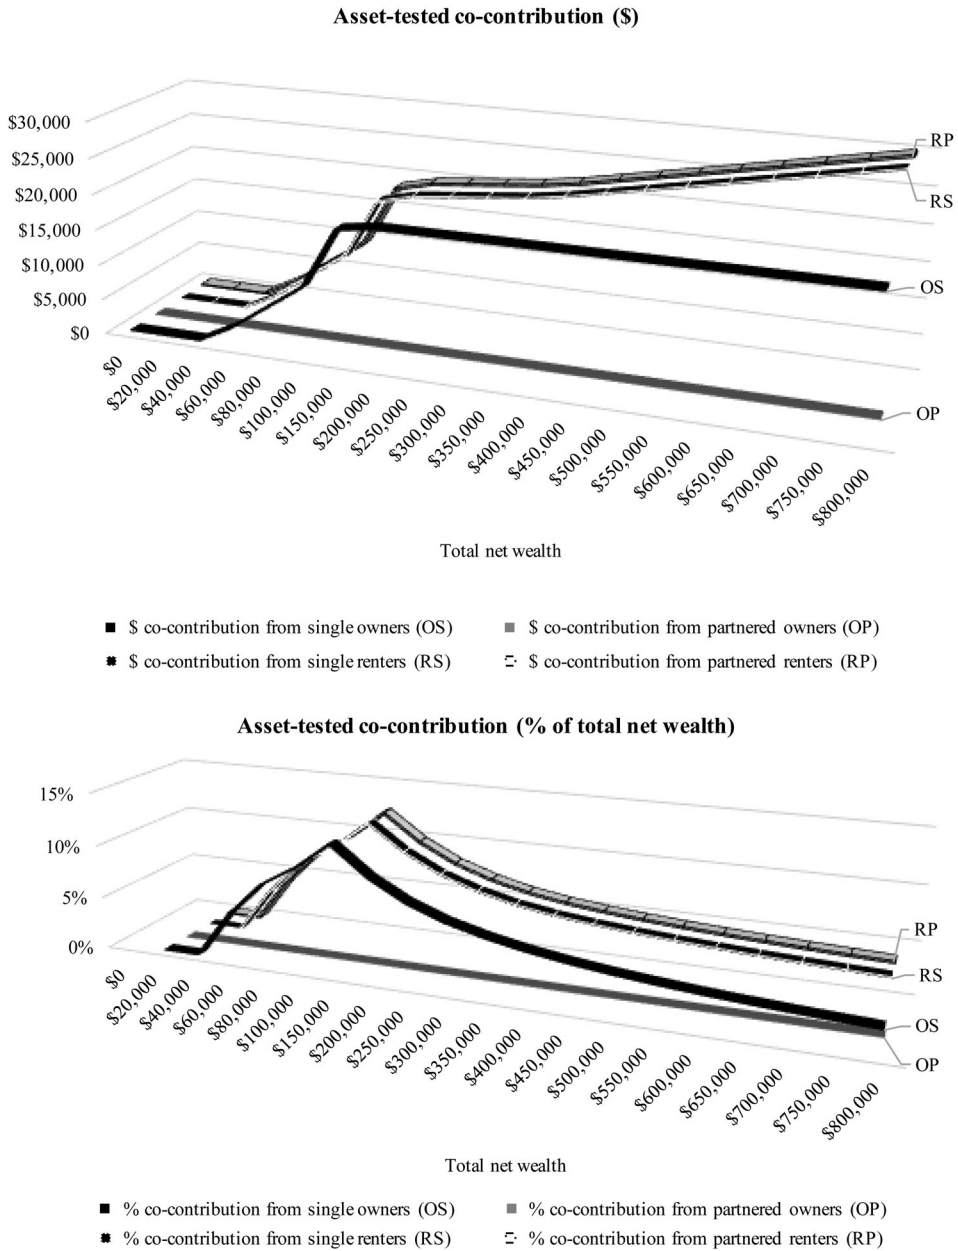 Asset-tested co-contribution ($)
$30,000
$25,000
$20,000
$15,000
$10,000
$5,000
$0
RP
RS
OS
OP
$0
$20,000
$40,000
$60,000
$80,000
$100,000
$150,000
$200,000
$250,000
$300,000
$350,000
$400,000
$450,000
$500,000
$550,000
$600,000
$650,000
$700,000
$750,000
$800,000
Total net wealth
$ co-contribution from single owners (OS)
$ co-contribution from partnered owners (OP)
$ co-contribution from single renters (RS)
$ co-contribution from partnered renters (RP)
Asset-tested co-contribution (% of total net wealth)
15%
10%
5%
0%
RP
RS
OS
OP
$0
$20,000
$40,000
$60,000
$80,000
$100,000
$150,000
$200,000
$250,000
$300,000
$350,000
$400,000
$450,000
$500,000
$550,000
$600,000
$650,000
$700,000
$750,000
$800,000
Total net wealth
% co-contribution from single owners (OS)
% co-contribution from partnered owners (OP)
% co-contribution from single renters (RS)
% co-contribution from partnered renters (RP)